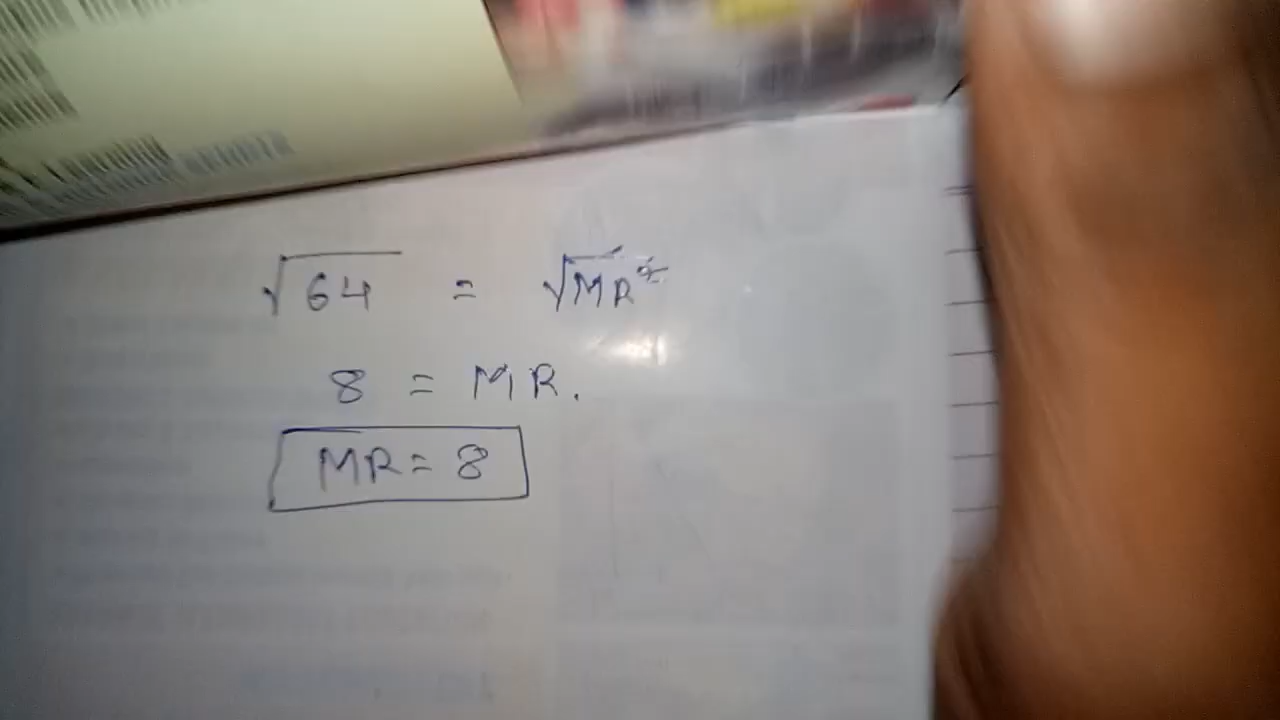 √64 = √MR²
8 = MR.
MR = 8